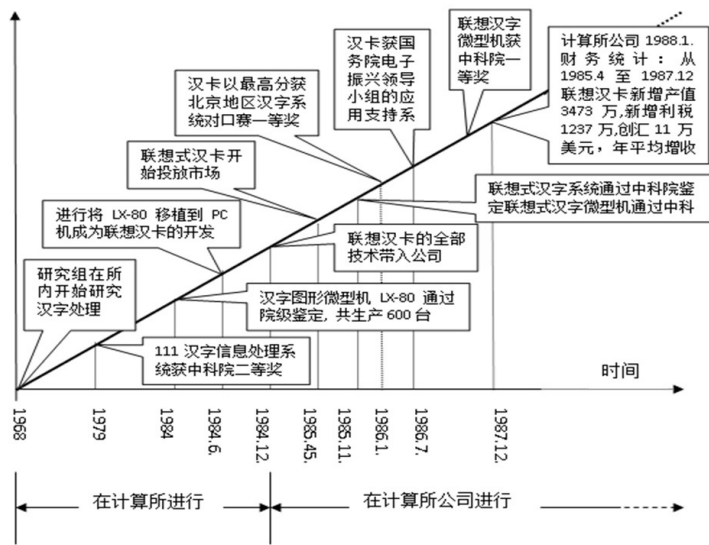 联想汉字
微型机获
中科院一
等奖
计算所公司 1988.1.
财务统计：从
1985.4 至 1987.12
联想汉卡新增产值
3473 万,新增利税
1237 万,创汇 11 万
美元，年平均增收
汉卡获国
务院电子
振兴领导
小组的应
用支持系
汉卡以最高分获
北京地区汉字系
统对口赛一等奖
联想式汉卡开
始投放市场
联想式汉字系统通过中科院鉴
定联想式汉字微型机通过中科
进行将 LX-80 移植到 PC
机成为联想汉卡的开发
联想汉卡的全部
技术带入公司
研究组在所
内开始研究
汉字处理
汉字图形微型机 LX-80 通过
院级鉴定, 共生产 600 台
111 汉字信息处理系
统获中科院二等奖
时间
1968
1979
1984
1984.6.
1984.12.
1985.45.
1985.11.
1986.1.
1986.7.
1987.12.
在计算所进行
在计算所公司进行